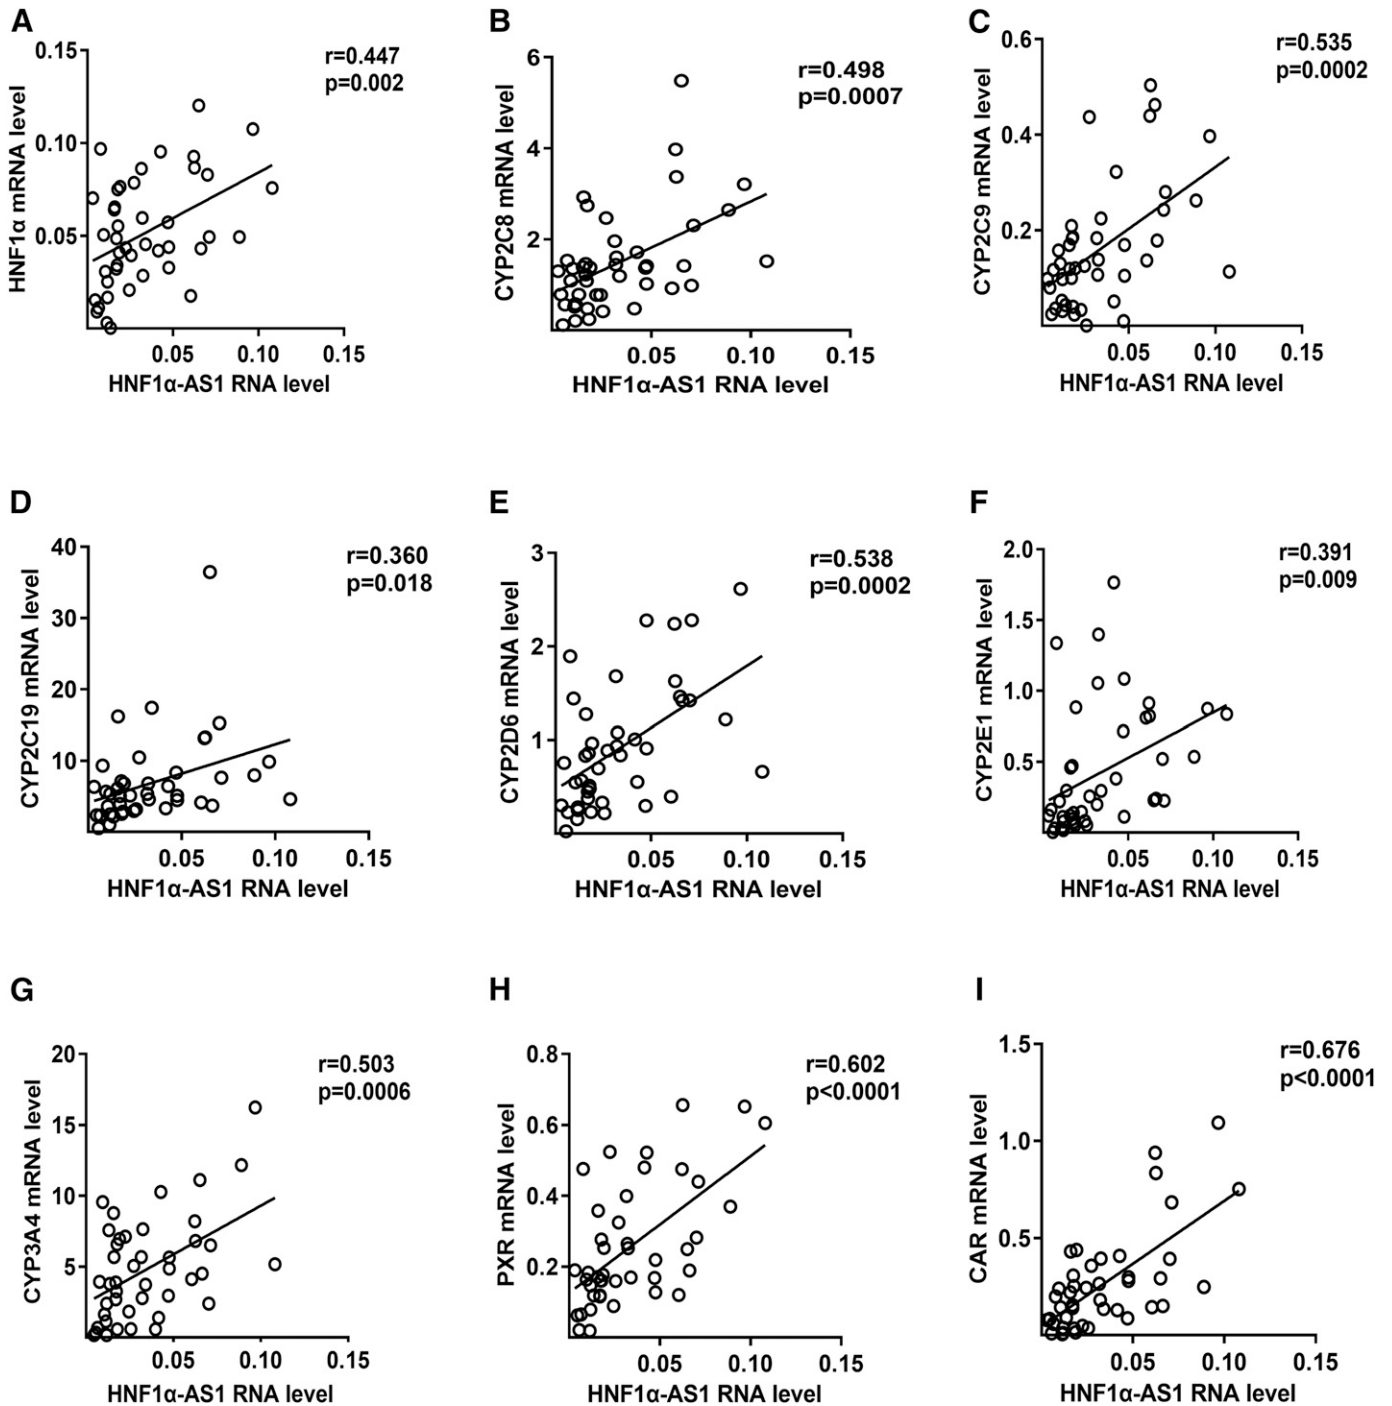 A
HNF1α mRNA level
0.15
0.10
0.05
r=0.447
p=0.002
0.05
0.10
0.15
HNF1α-AS1 RNA level
B
CYP2C8 mRNA level
6
4
2
r=0.498
p=0.0007
0.05
0.10
0.15
HNF1α-AS1 RNA level
C
CYP2C9 mRNA level
0.6
0.4
0.2
r=0.535
p=0.0002
0.05
0.10
0.15
HNF1α-AS1 RNA level
D
CYP2C19 mRNA level
40
30
20
10
r=0.360
p=0.018
0.05
0.10
0.15
HNF1α-AS1 RNA level
E
CYP2D6 mRNA level
3
2
1
r=0.538
p=0.0002
0.05
0.10
0.15
HNF1α-AS1 RNA level
F
CYP2E1 mRNA level
2.0
1.5
1.0
0.5
r=0.391
p=0.009
0.05
0.10
0.15
HNF1α-AS1 RNA level
G
CYP3A4 mRNA level
20
15
10
5
r=0.503
p=0.0006
0.05
0.10
0.15
HNF1α-AS1 RNA level
H
PXR mRNA level
0.8
0.6
0.4
0.2
r=0.602
p<0.0001
0.05
0.10
0.15
HNF1α-AS1 RNA level
I
CAR mRNA level
1.5
1.0
0.5
r=0.676
p<0.0001
0.05
0.10
0.15
HNF1α-AS1 RNA level